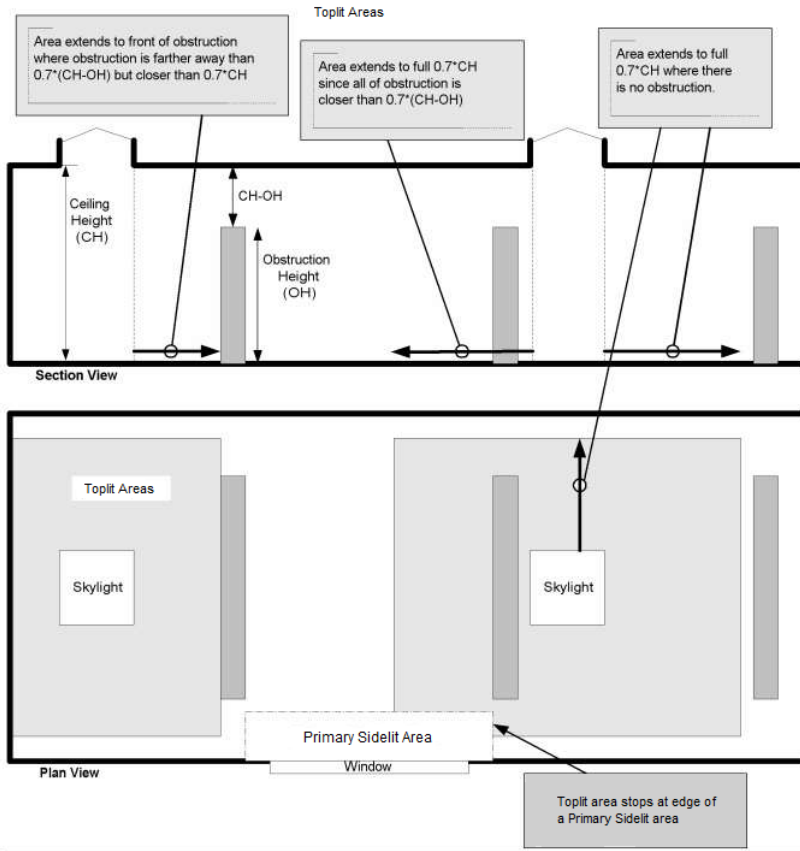 Toplit Areas
Area extends to front of obstruction
where obstruction is farther away than
0.7*(CH-OH) but closer than 0.7*CH
Area extends to full 0.7*CH
since all of obstruction is
closer than 0.7*(CH-OH)
Area extends to full
0.7*CH where there
is no obstruction.
Ceiling
Height
(CH)
CH-OH
Obstruction
Height
(OH)
Section View
Toplit Areas
Skylight
Skylight
Primary Sidelit Area
Window
Plan View
Toplit area stops at edge of
a Primary Sidelit area